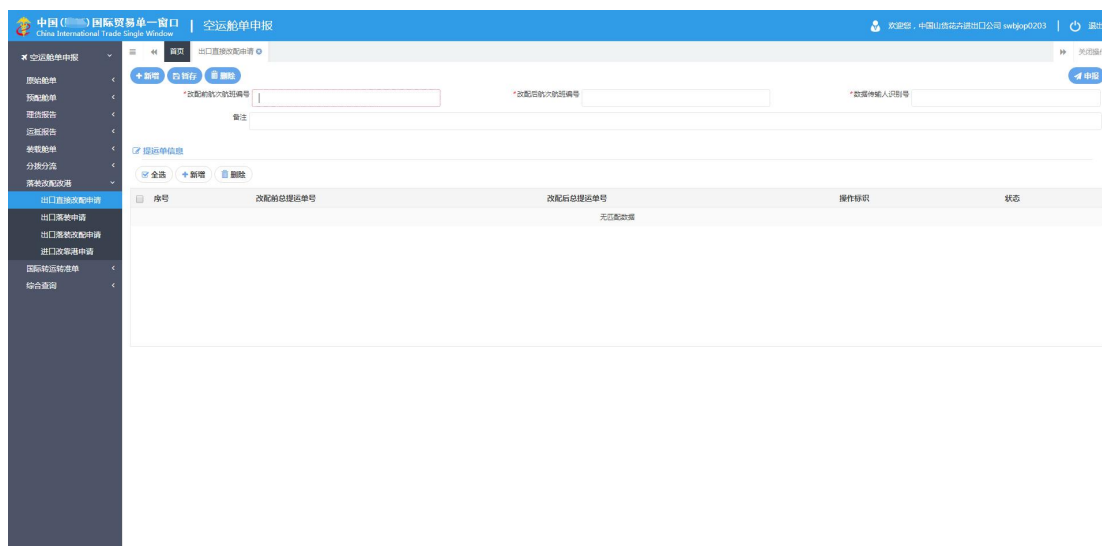 中国( )国际贸易单一窗口 | 空运舱单申报
China International Trade Single Window
欢迎您，中国山货花卉进出口公司 swbjop0203 | 退出
空运舱单申报
首页 出口直接改配申请
关闭操作
原始舱单
预配舱单
理货报告
运抵报告
装载舱单
分拨分流
落装改配改港
出口直接改配申请
出口落装申请
出口落装改配申请
进口改靠港申请
国际转运转准单
综合查询
+新增 暂存 删除 申报
*改配前航次航班编号 *改配后航次航班编号 *数据传输人识别号
备注
提运单信息
全选 +新增 删除
序号 改配前总提运单号 改配后总提运单号 操作标识 状态
无匹配数据